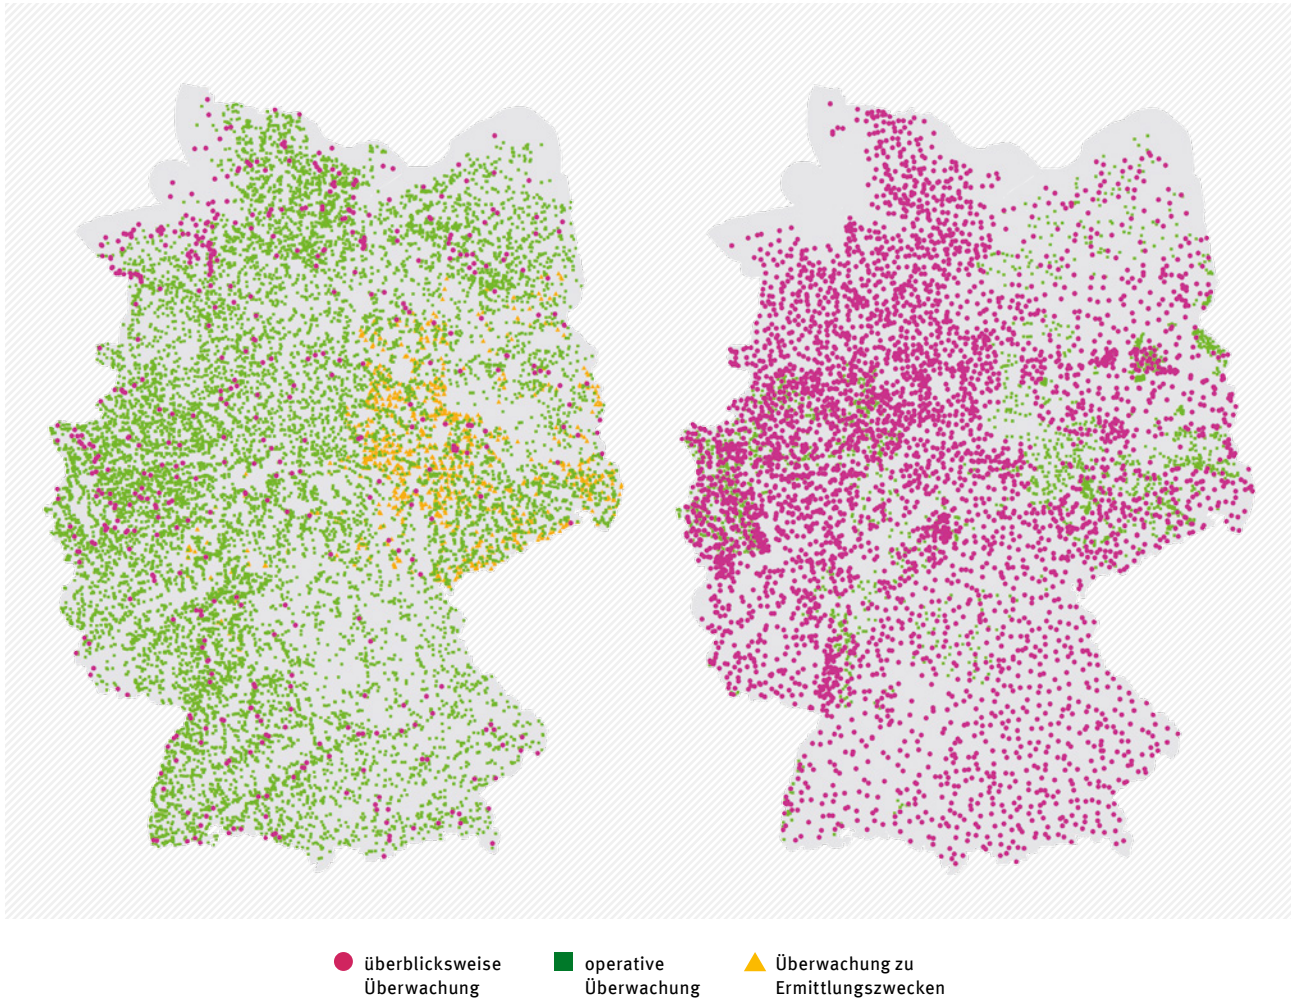 überblicksweise
Überwachung
operative
Überwachung
Überwachung zu
Ermittlungszwecken